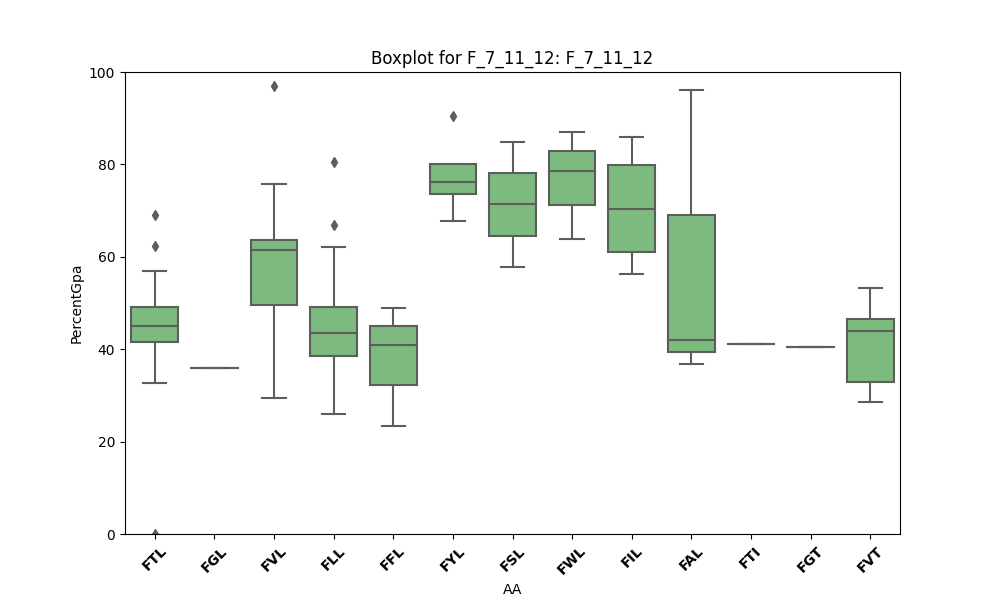 Boxplot for F_7_11_12: F_7_11_12
100
80
60
40
20
0
PercentGpa
FTL FGL FVL FLL FFL FYL FSL FWL FIL FAL FTI FGT FVT
AA